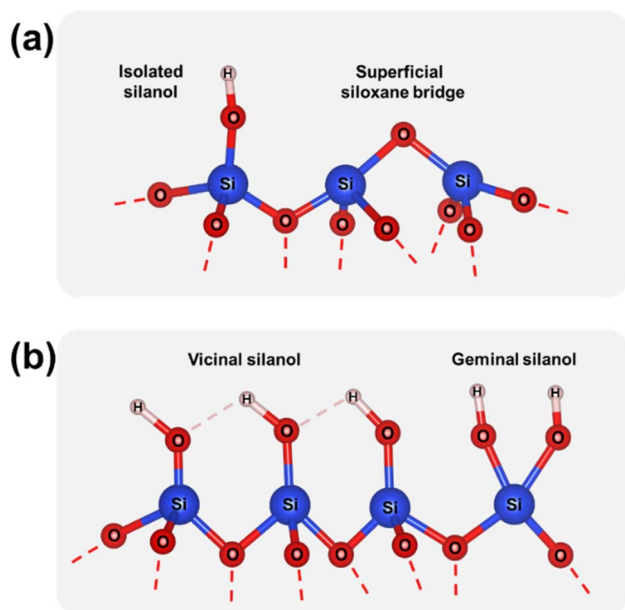 (a)
Isolated
silanol
Superficial
siloxane bridge
H
O
O
Si
Si
Si
O
O
O
O
O
O
O
O
(b)
Vicinal silanol
Geminal silanol
H
H
H
H
H
O
O
O
O
O
Si
Si
Si
Si
O
O
O
O
O
O
O
O